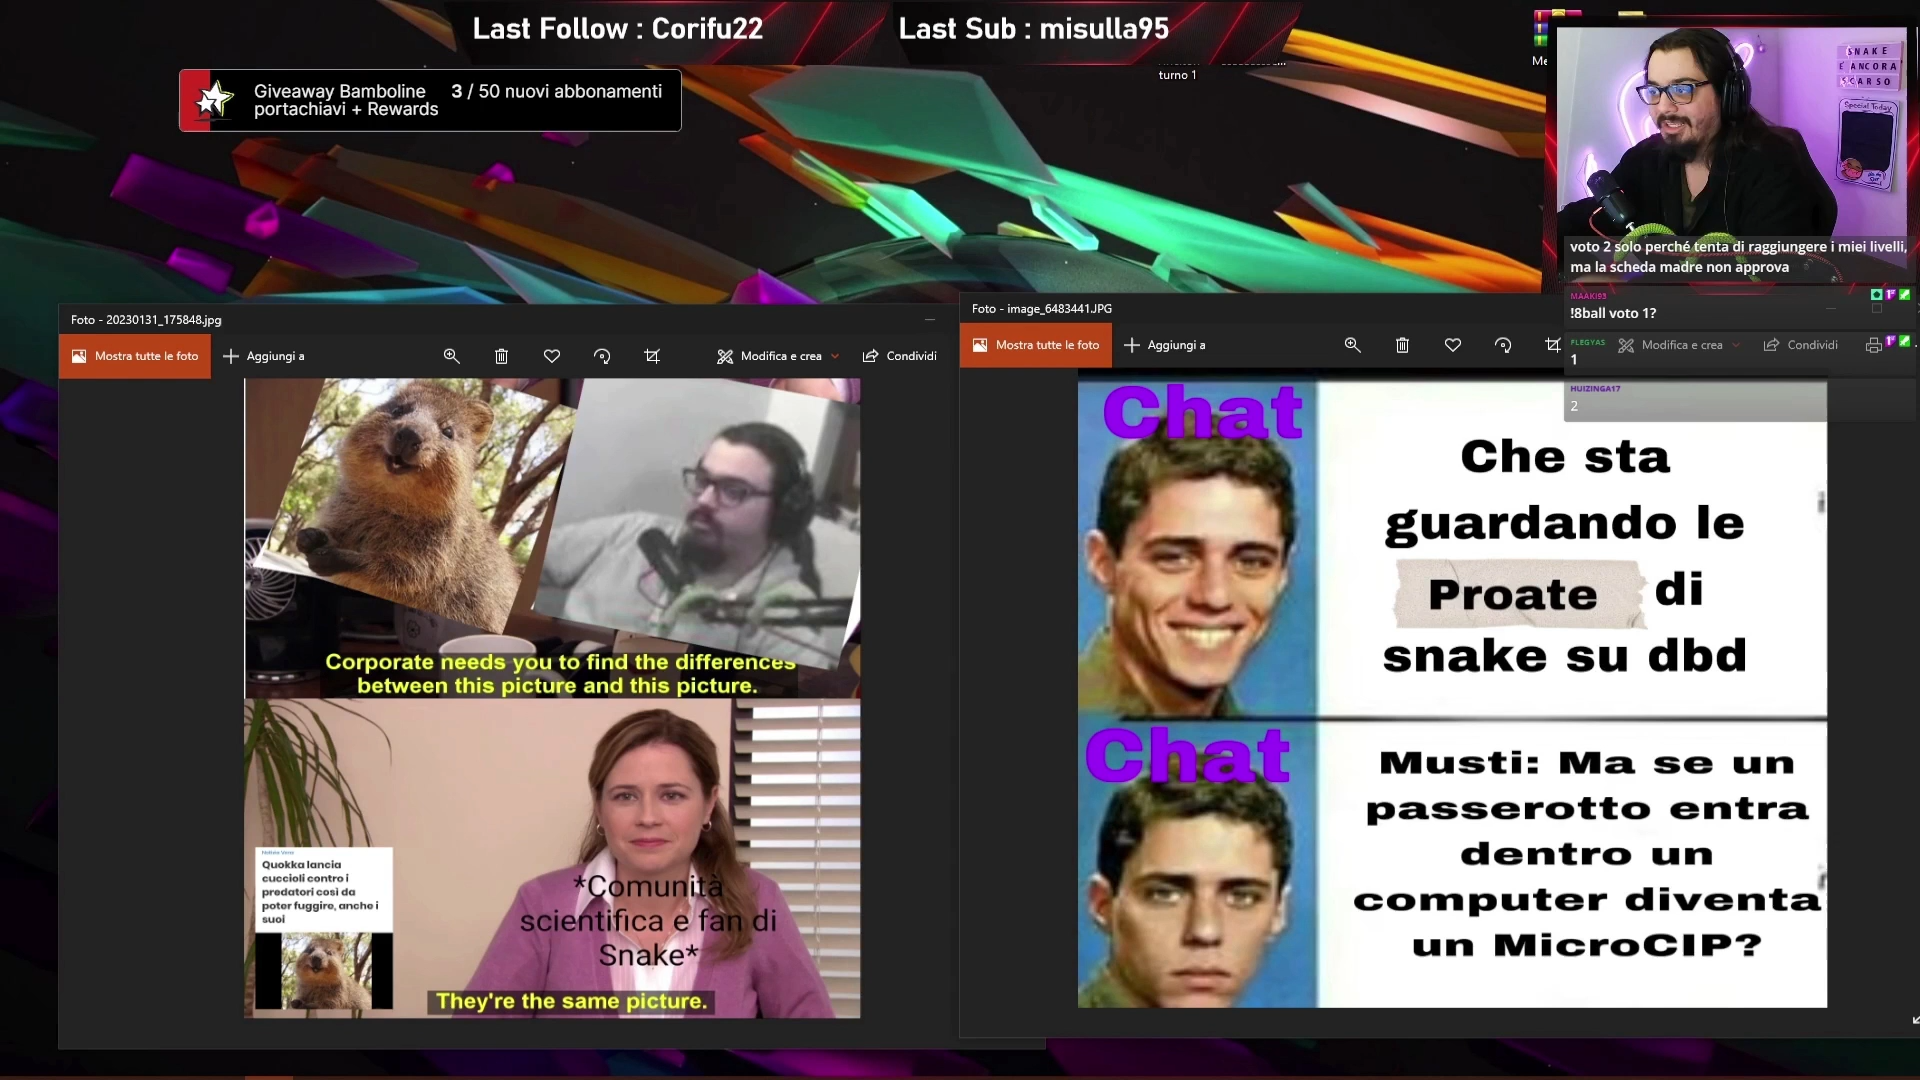 Last Follow : Corifu22
Last Sub : misulla95
Giveaway Bamboline
portachiavi + Rewards
3 / 50 nuovi abbonamenti
turno 1
Me
SNAKE
E ANCORA
SCARSO
Special Today
voto 2 solo perché tenta di raggiungere i miei livelli,
ma la scheda madre non approva
MAAKI93
!8ball voto 1?
FLEGYAS
1
HUIZINGA17
2
Foto - 20230131_175848.jpg
Mostra tutte le foto
Aggiungi a
Modifica e crea
Condividi
Corporate needs you to find the differences
between this picture and this picture.
Quokka lancia
cuccioli contro i
predatori così da
poter fuggire, anche i
suoi
*Comunità
scientifica e fan di
Snake*
They're the same picture.
Foto - image_6483441.JPG
Mostra tutte le foto
Aggiungi a
Modifica e crea
Condividi
Chat
Che sta
guardando le
Proate di
snake su dbd
Chat
Musti: Ma se un
passerotto entra
dentro un
computer diventa
un MicroCIP?